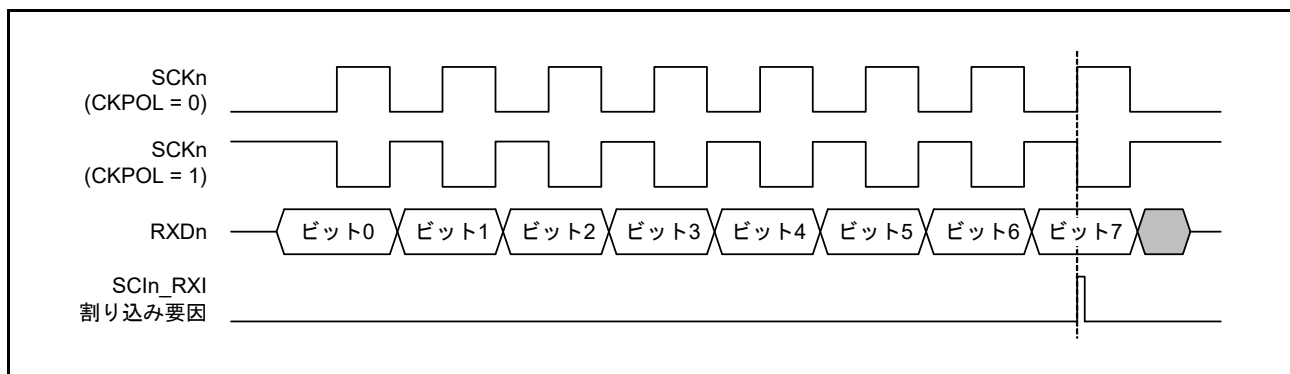 SCKn
(CKPOL = 0)
SCKn
(CKPOL = 1)
RXDn
ビット0 ビット1 ビット2 ビット3 ビット4 ビット5 ビット6 ビット7
SCIn_RXI
割り込み要因